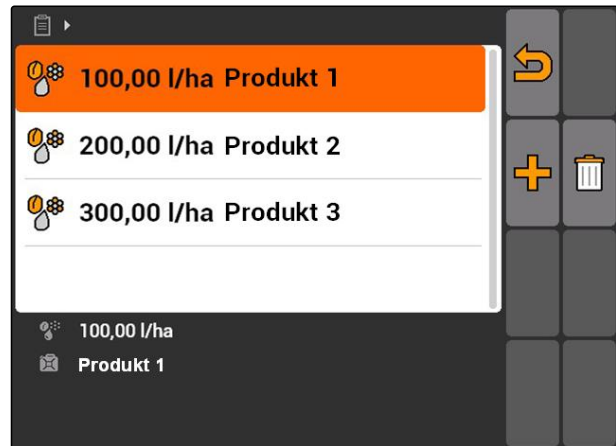 100,00 l/ha Produkt 1
200,00 l/ha Produkt 2
300,00 l/ha Produkt 3
100,00 l/ha
Produkt 1